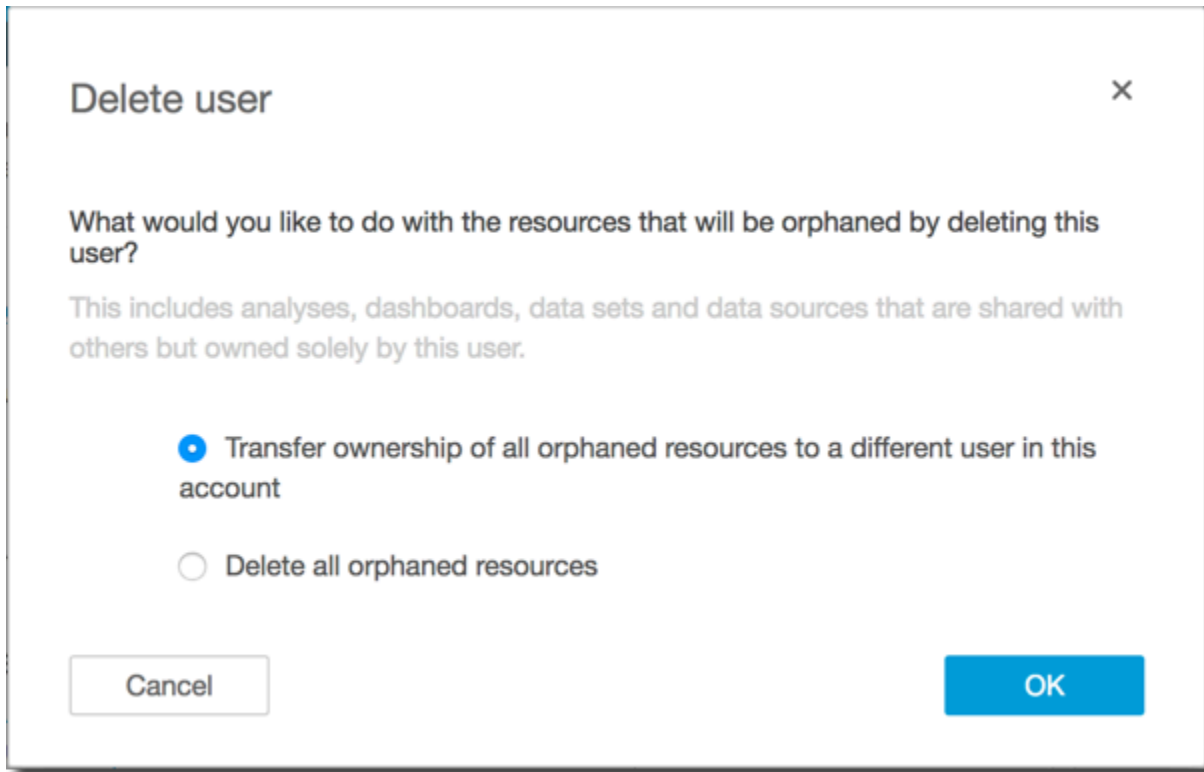 Delete user
What would you like to do with the resources that will be orphaned by deleting this
user?
This includes analyses, dashboards, data sets and data sources that are shared with
others but owned solely by this user.
Transfer ownership of all orphaned resources to a different user in this
account
Delete all orphaned resources
Cancel
OK